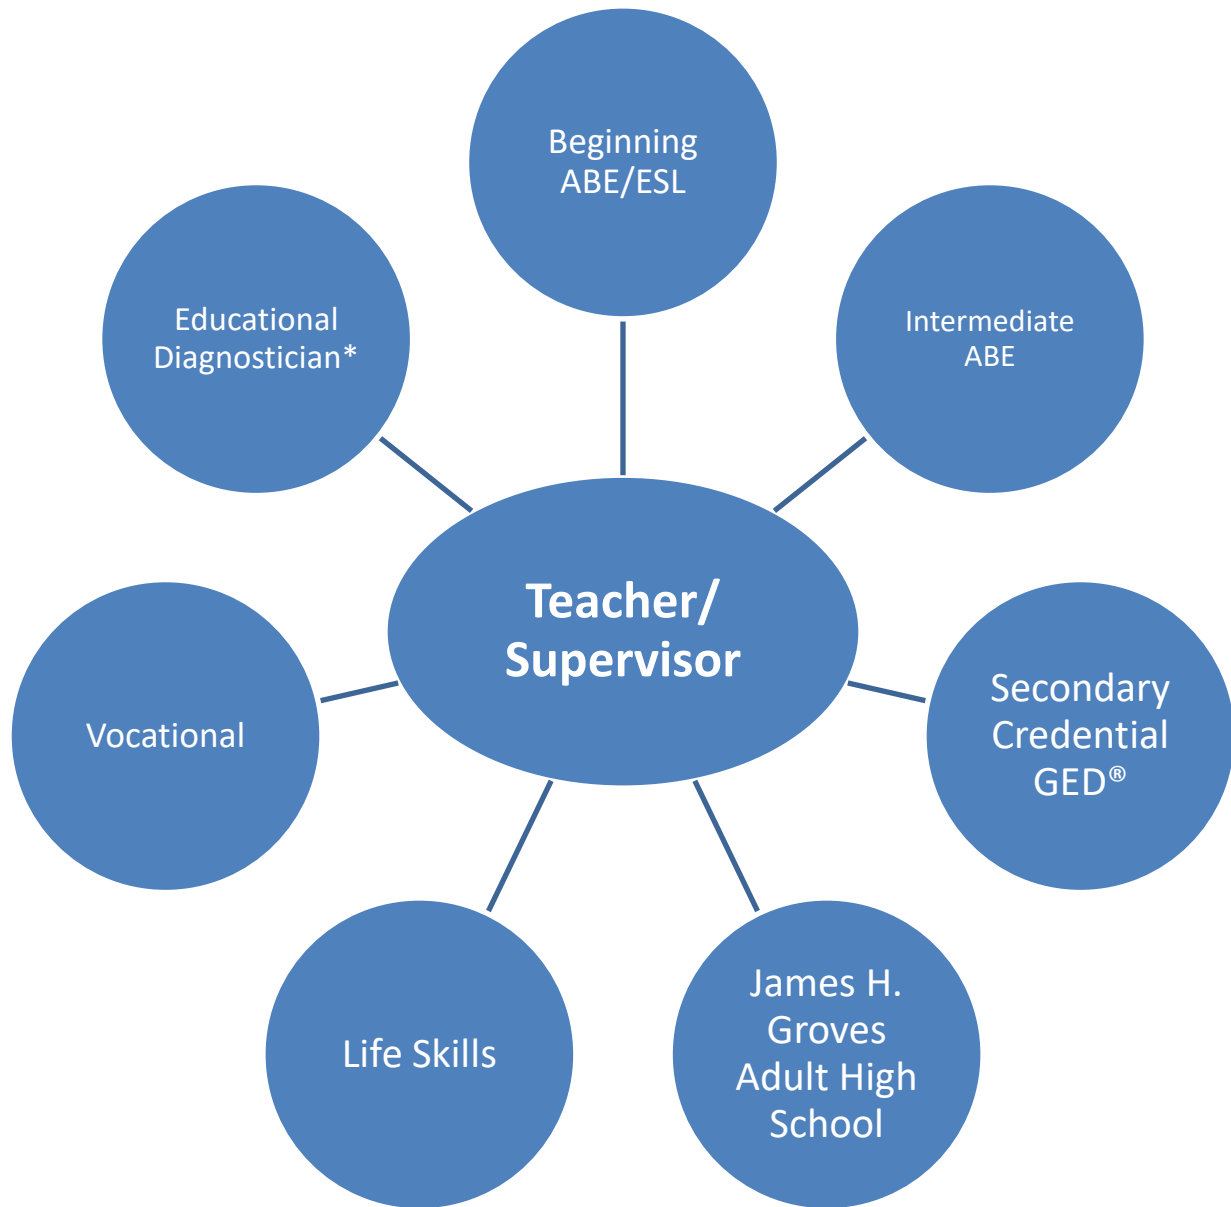 Beginning
ABE/ESL
Intermediate
ABE
Secondary
Credential
GED®
James H.
Groves
Adult High
School
Life Skills
Vocational
Educational
Diagnostician*
Teacher/
Supervisor